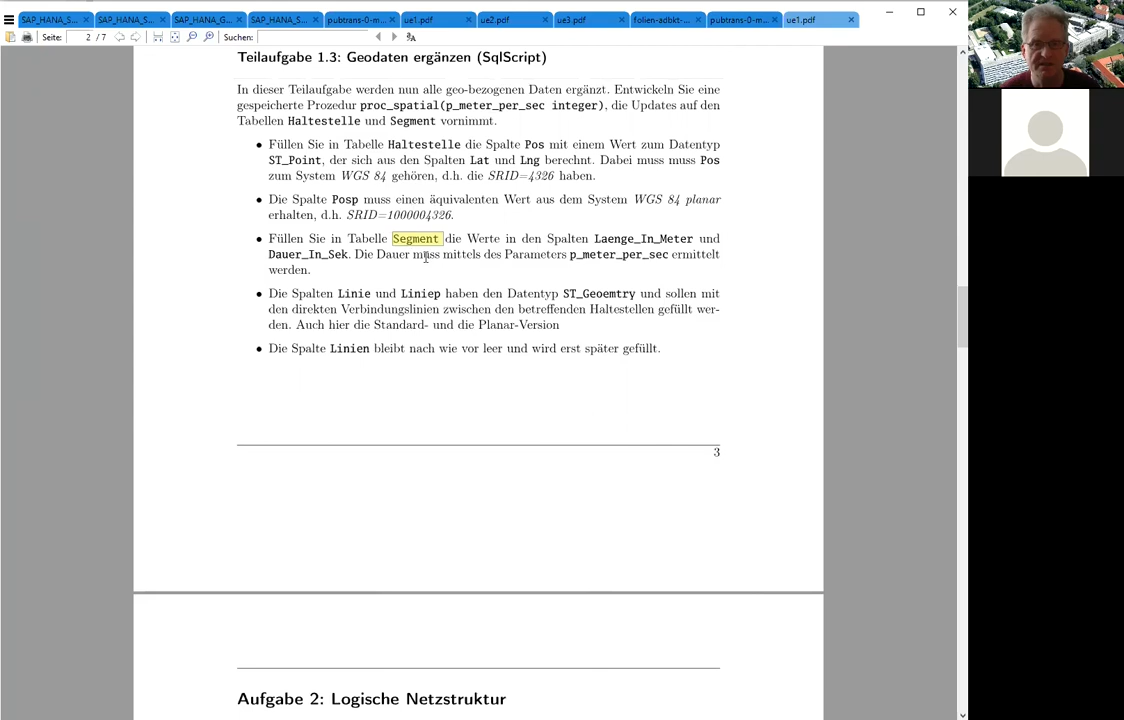 SAP_HANA_S... SAP_HANA_S... SAP_HANA_G... SAP_HANA_S... pubtrans-0-m... ue1.pdf ue2.pdf ue3.pdf folien-adbkt-... pubtrans-0-m... ue1.pdf
Seite: 2 / 7 Suchen:
Teilaufgabe 1.3: Geodaten ergänzen (SqlScript)
In dieser Teilaufgabe werden nun alle geo-bezogenen Daten ergänzt. Entwickeln Sie eine
gespeicherte Prozedur proc_spatial(p_meter_per_sec integer), die Updates auf den
Tabellen Haltestelle und Segment vornimmt.
• Füllen Sie in Tabelle Haltestelle die Spalte Pos mit einem Wert zum Datentyp
ST_Point, der sich aus den Spalten Lat und Lng berechnt. Dabei muss muss Pos
zum System WGS 84 gehören, d.h. die SRID=4326 haben.
• Die Spalte Posp muss einen äquivalenten Wert aus dem System WGS 84 planar
erhalten, d.h. SRID=1000004326.
• Füllen Sie in Tabelle Segment die Werte in den Spalten Laenge_In_Meter und
Dauer_In_Sek. Die Dauer muss mittels des Parameters p_meter_per_sec ermittelt
werden.
• Die Spalten Linie und Liniep haben den Datentyp ST_Geoemtry und sollen mit
den direkten Verbindungslinien zwischen den betreffenden Haltestellen gefüllt wer-
den. Auch hier die Standard- und die Planar-Version
• Die Spalte Linien bleibt nach wie vor leer und wird erst später gefüllt.
3
Aufgabe 2: Logische Netzstruktur